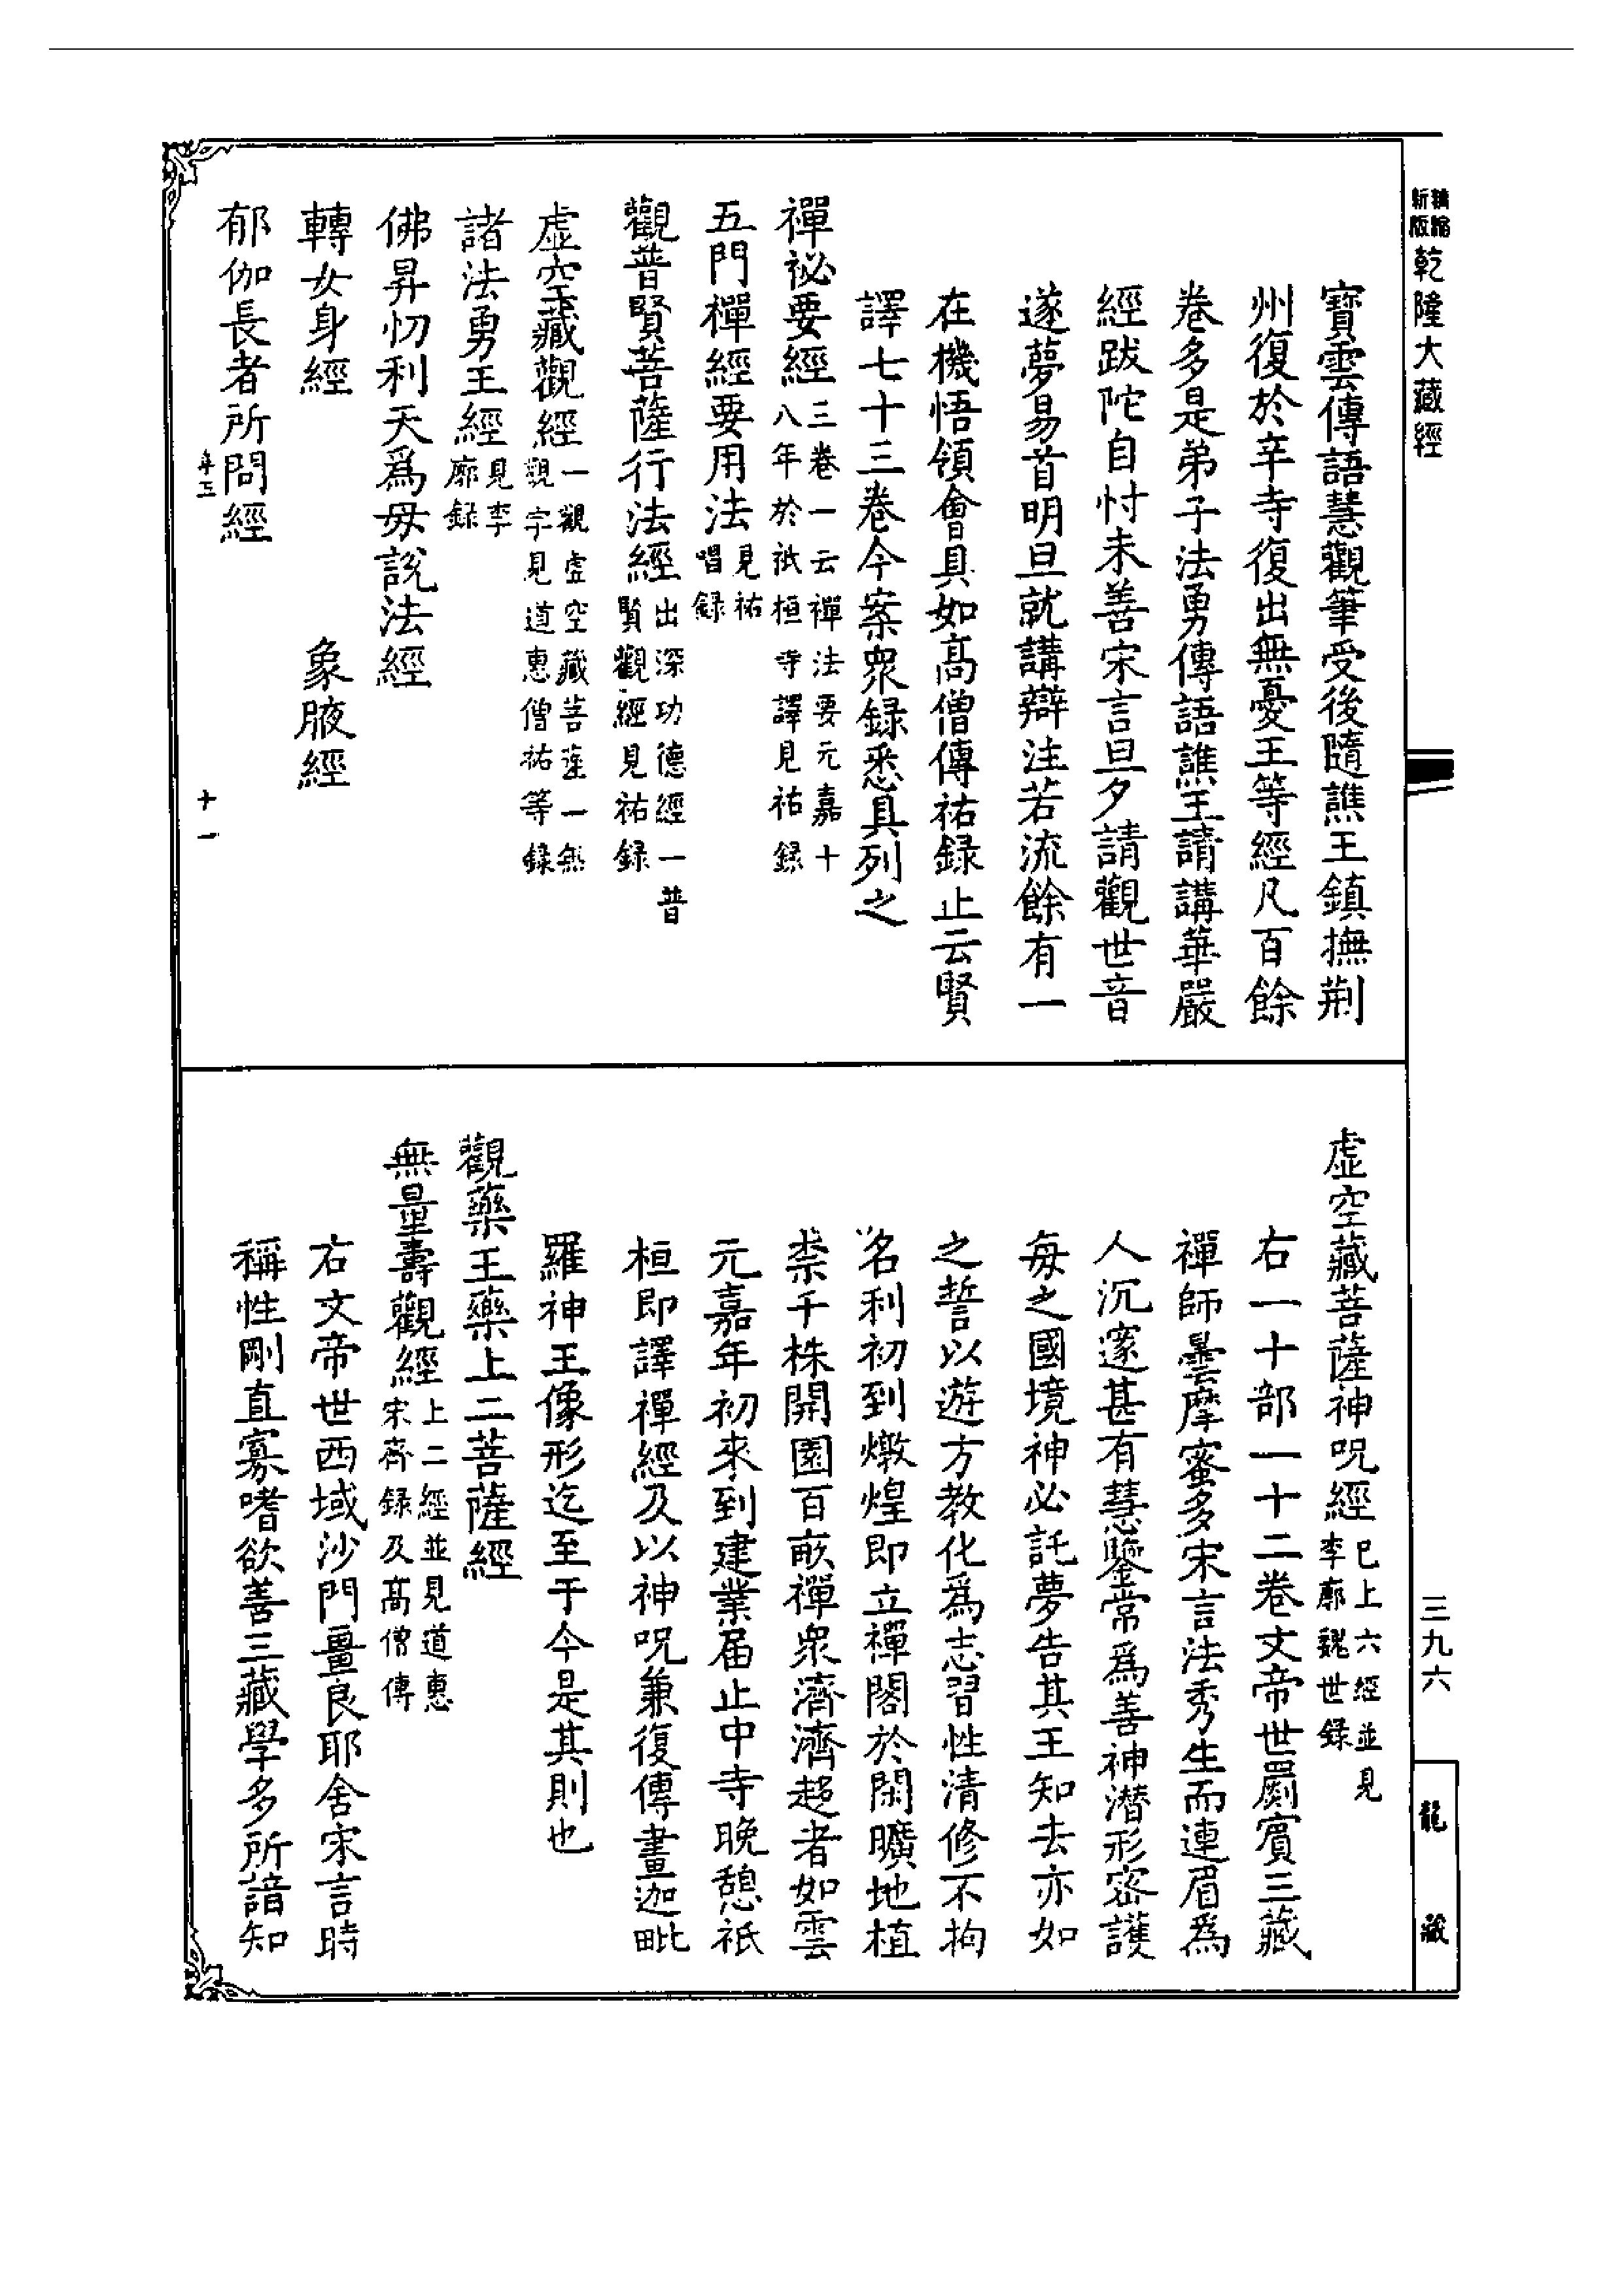 新版精縮乾隆大藏經
寶雲傳語慧觀筆受後隨譙王鎮撫荆
州復於辛寺復出無憂王等經凡百餘
卷多是弟子法勇傳語譙王請講華嚴
經跋陀自忖未善宋言旦夕請觀世音
遂夢易首明旦就講辯注若流餘有一
在機悟領會具如高僧傳祐録止云賢
譯七十三卷今案衆録悉具列之
禪祕要經三卷一云禪法要元嘉十八年於祇桓寺譯見祐録
五門禪經要用法見祐唱録
觀普賢菩薩行法經出深功德經一普賢觀經見祐録
虛空藏觀經一觀虛空藏菩薩一無觀字見道惠僧祐等錄
諸法勇王經見李廓録
佛昇忉利天爲毋說法經
轉女身經　象腋經
郁伽長者所問經
十一
虛空藏菩薩神呪經巳上六經並見李廓魏世録
右一十部一十二卷文帝世罽賓三藏
禪師曇摩蜜多宋言法秀生而連眉爲
人沉邃甚有慧鑒常爲善神潛形密護
每之國境神必託夢告其王知去亦如
之誓以遊方教化爲志習性清修不拘
名利初到燉煌即立禪閣於閑曠地植
柰千株開園百畝禪衆濟濟超者如雲
元嘉年初來到建業届止中寺晚憩祇
桓即譯禪經及以神呪兼復傳畫迦毗
羅神王像形迄至于今是其則也
觀藥王藥上二菩薩經
無量壽觀經上二經並見道惠宋齊録及高僧傳
右文帝世西域沙門畺良耶舍宋言時
稱性剛直寡嗜欲善三藏學多所諳知
三九六
龍藏